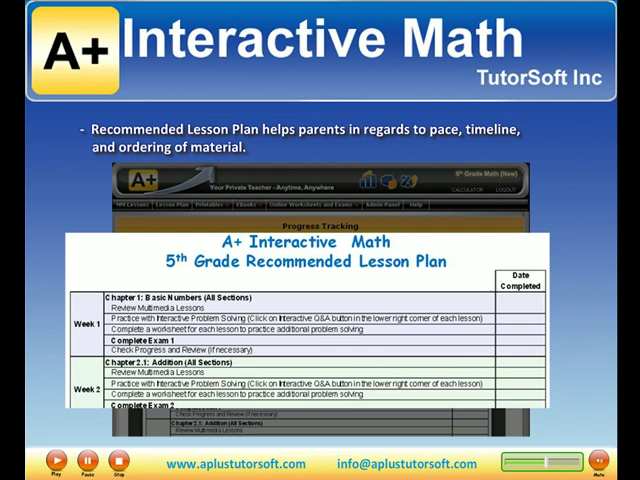 A+ Interactive Math
TutorSoft Inc
- Recommended Lesson Plan helps parents in regards to pace, timeline,
and ordering of material.
A+
Your Private Teacher - Anytime, Anywhere
5th Grade Math (New)
CALCULATOR LOGOUT
MM Lessons Lesson Plan Printables EBooks Online Worksheets and Exams Admin Panel Help
Progress Tracking
A+ Interactive Math
5th Grade Recommended Lesson Plan
Date
Completed
Week 1
Chapter 1: Basic Numbers (All Sections)
Review Multimedia Lessons
Practice with Interactive Problem Solving (Click on Interactive Q&A button in the lower right corner of each lesson)
Complete a worksheet for each lesson to practice additional problem solving
Complete Exam 1
Check Progress and Review (if necessary)
Week 2
Chapter 2.1: Addition (All Sections)
Review Multimedia Lessons
Practice with Interactive Problem Solving (Click on Interactive Q&A button in the lower right corner of each lesson)
Complete a worksheet for each lesson to practice additional problem solving
Complete Exam 2
Check Progress and Review (if necessary)
Chapter 2.1: Addition (All Sections)
Review Multimedia Lessons
Play Pause Stop
www.aplustutorsoft.com info@aplustutorsoft.com
Mute